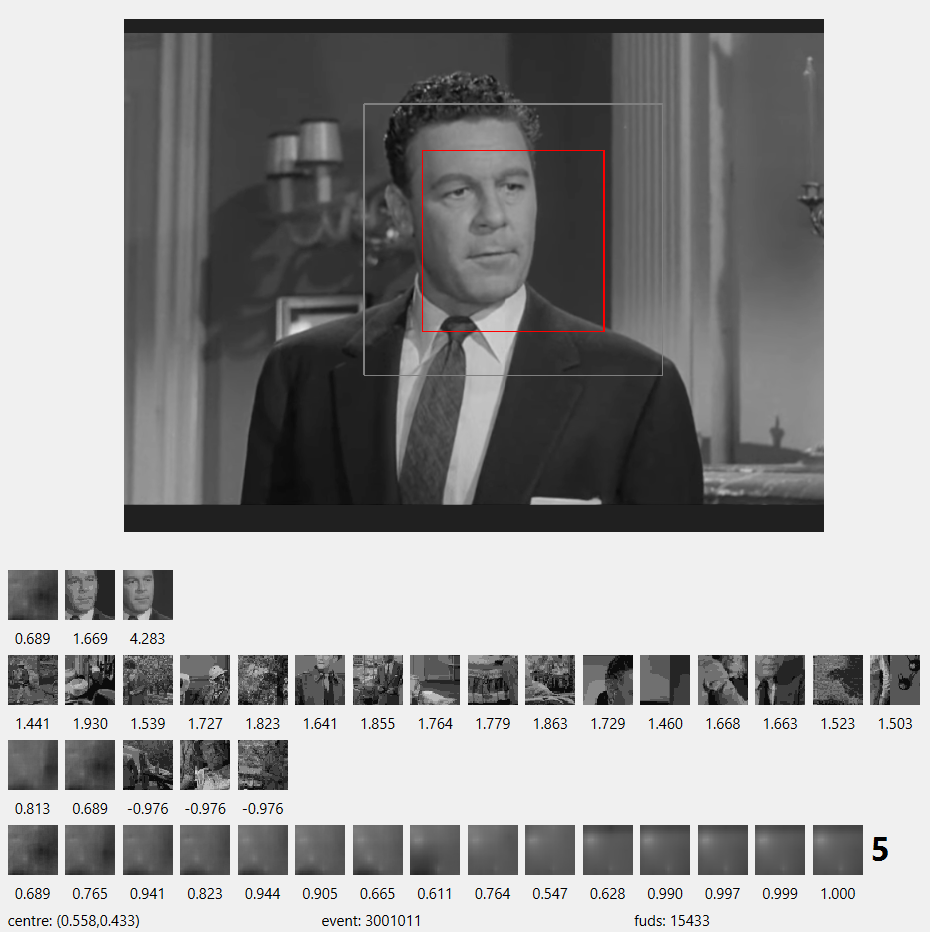 0.689 1.669 4.283
1.441 1.930 1.539 1.727 1.823 1.641 1.855 1.764 1.779 1.863 1.729 1.460 1.668 1.663 1.523 1.503
0.813 0.689 -0.976 -0.976 -0.976
5
0.689 0.765 0.941 0.823 0.944 0.905 0.665 0.611 0.764 0.547 0.628 0.990 0.997 0.999 1.000
centre: (0.558,0.433) event: 3001011 fuds: 15433